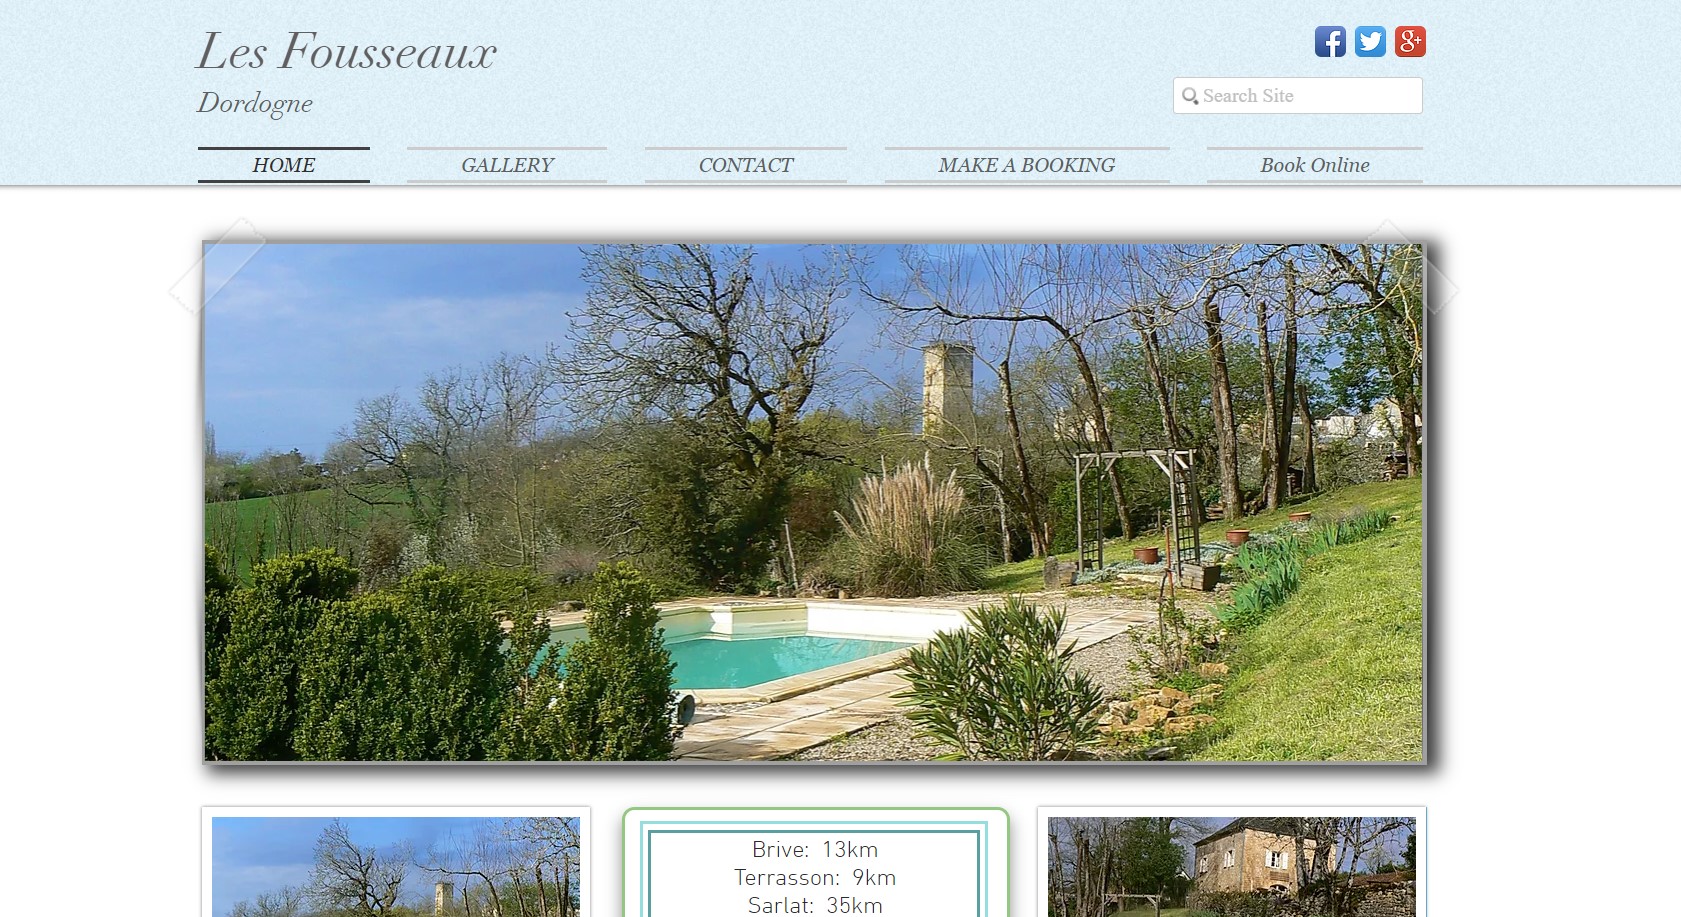 Les Fousseaux
Dordogne
Search Site
HOME
GALLERY
CONTACT
MAKE A BOOKING
Book Online
Brive: 13km
Terrasson: 9km
Sarlat: 35km